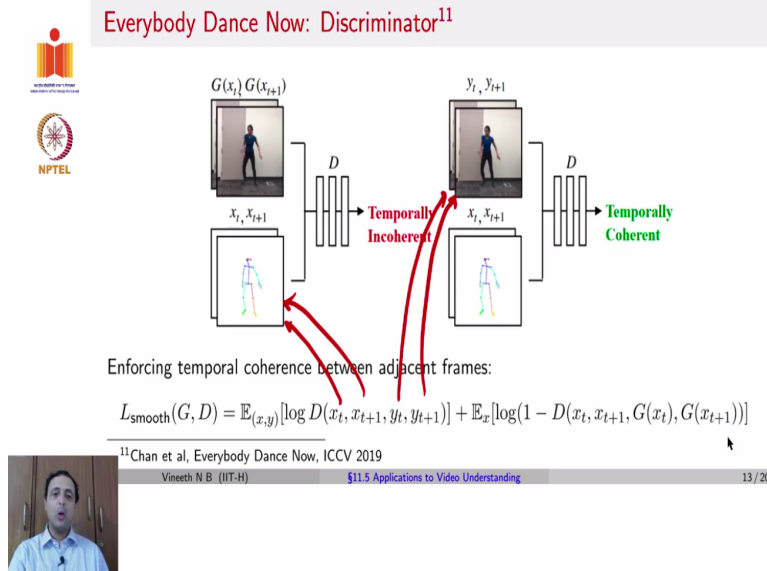 Everybody Dance Now: Discriminator¹¹
NPTEL
G(x_t) G(x_{t+1})
D
x_t, x_{t+1}
Temporally
Incoherent
y_t, y_{t+1}
D
x_t, x_{t+1}
Temporally
Coherent
Enforcing temporal coherence between adjacent frames:
L_smooth(G, D) = 𝔼_(x,y)[log D(x_t, x_{t+1}, y_t, y_{t+1})] + 𝔼_x[log(1 − D(x_t, x_{t+1}, G(x_t), G(x_{t+1}))]
¹¹Chan et al, Everybody Dance Now, ICCV 2019
Vineeth N B (IIT-H) §11.5 Applications to Video Understanding 13 / 20